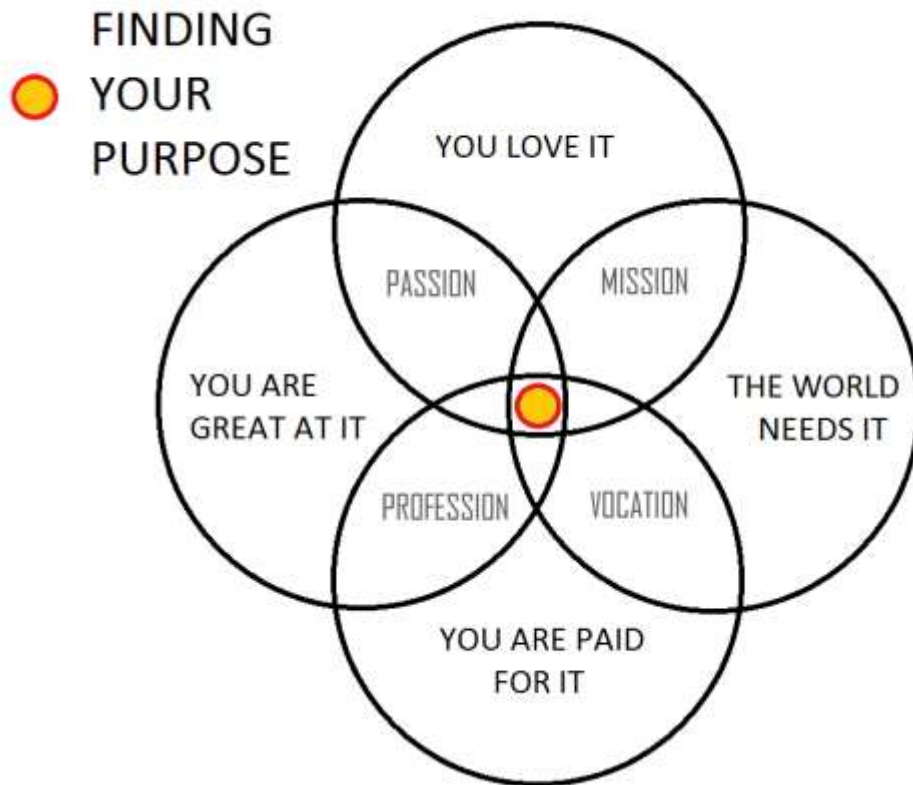 FINDING
YOUR
PURPOSE
YOU LOVE IT
PASSION
MISSION
YOU ARE
GREAT AT IT
THE WORLD
NEEDS IT
PROFESSION
VOCATION
YOU ARE PAID
FOR IT